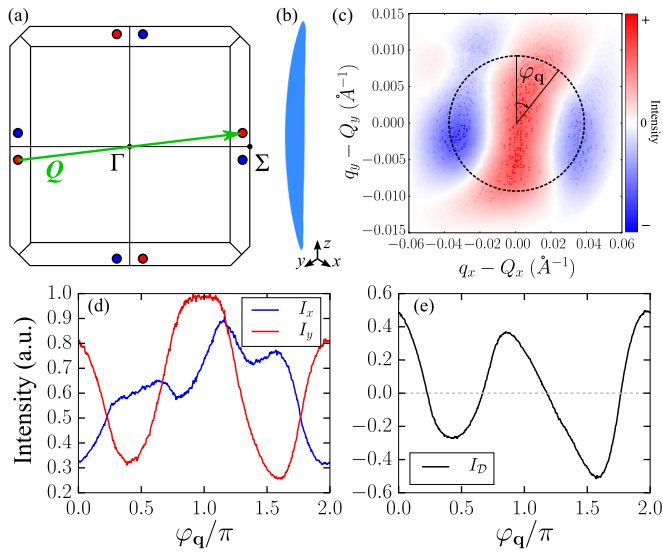 (a)
Q
Γ
Σ
(b)
z
y
x
(c)
0.015
0.010
0.005
0.000
−0.005
−0.010
−0.015
q_y − Q_y (Å⁻¹)
φ_q
−0.06
−0.04
−0.02
0.00
0.02
0.04
0.06
q_x − Q_x (Å⁻¹)
+
0
−
Intensity
(d)
1.0
0.9
0.8
0.7
0.6
0.5
0.4
0.3
0.2
Intensity (a.u.)
I_x
I_y
0.0
0.5
1.0
1.5
2.0
φ_q/π
(e)
0.6
0.4
0.2
0.0
−0.2
−0.4
−0.6
I_𝒟
0.0
0.5
1.0
1.5
2.0
φ_q/π